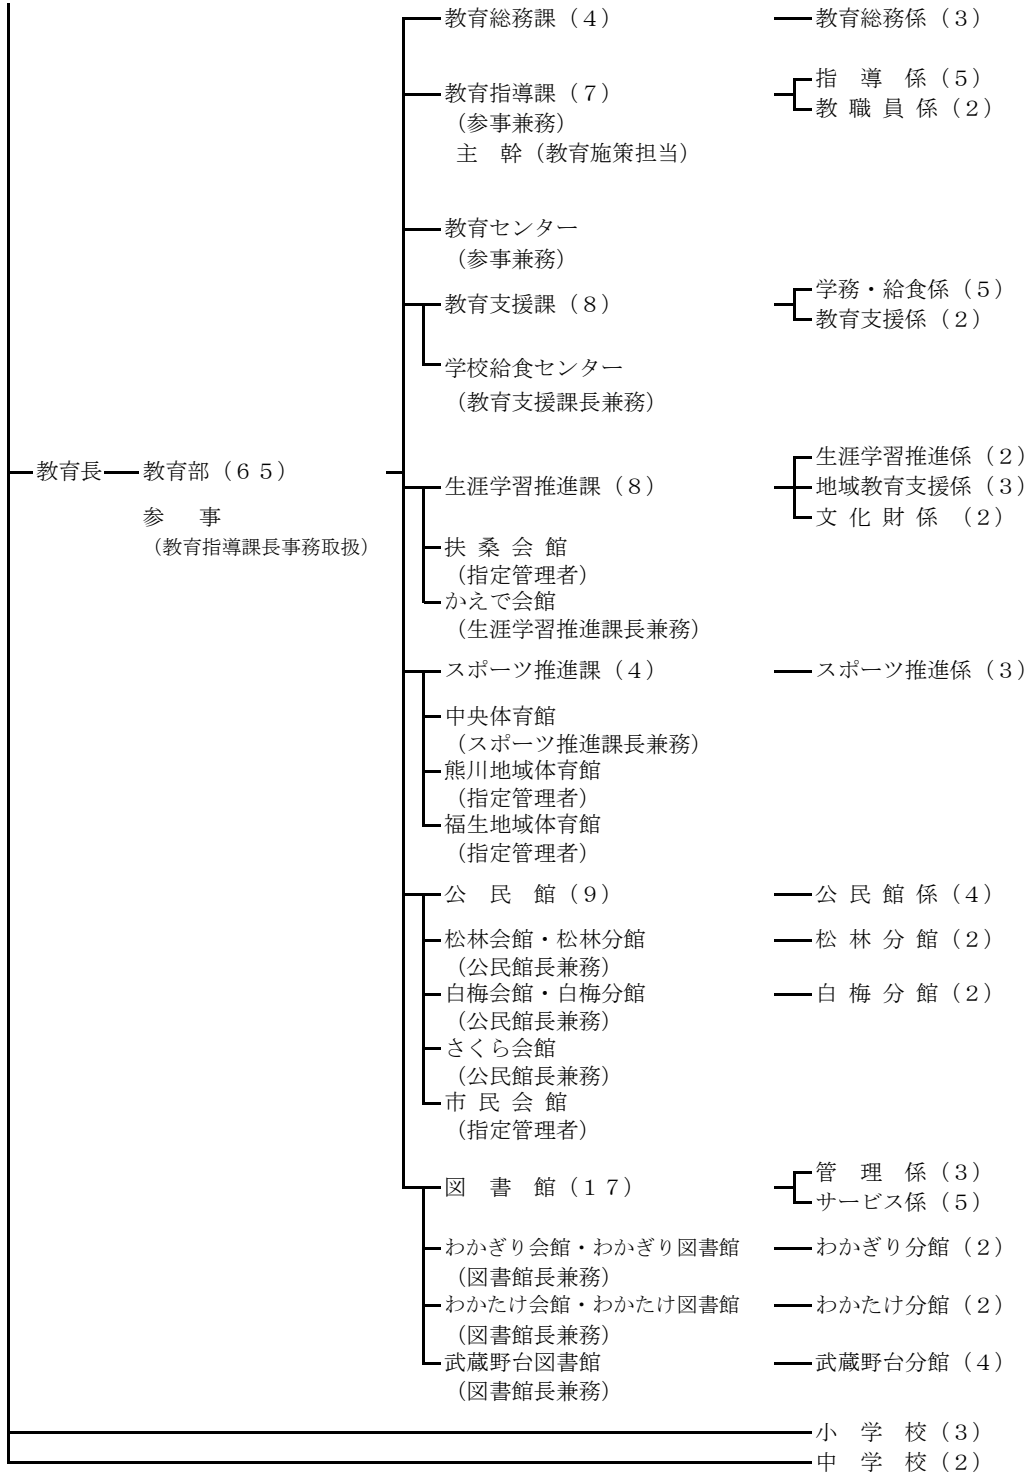 教育総務課（４） 教育総務係（３）
指　導　係（５）
教育指導課（７）
教 職 員 係（２）
（参事兼務）
主　幹（教育施策担当）
教育センター
（参事兼務）
学務・給食係（５）
教育支援課（８）
教育支援係（２）
学校給食センター
（教育支援課長兼務）
生涯学習推進係（２）
教育長 教育部（６５）
生涯学習推進課（８） 地域教育支援係（３）
参　事 文 化 財 係 （２）
（教育指導課長事務取扱）
扶 桑 会 館
（指定管理者）
かえで会館
（生涯学習推進課長兼務）
スポーツ推進課（４） スポーツ推進係（３）
中央体育館
（スポーツ推進課長兼務）
熊川地域体育館
（指定管理者）
福生地域体育館
（指定管理者）
公　民　館（９） 公 民 館 係（４）
松林会館・松林分館 松 林 分 館（２）
（公民館長兼務）
白梅会館・白梅分館 白 梅 分 館（２）
（公民館長兼務）
さくら会館
（公民館長兼務）
市 民 会 館
（指定管理者）
管　理　係（３）
図　書　館（１７）
サービス係（５）
わかぎり会館・わかぎり図書館 わかぎり分館（２）
（図書館長兼務）
わかたけ会館・わかたけ図書館 わかたけ分館（２）
（図書館長兼務）
武蔵野台図書館 武蔵野台分館（４）
（図書館長兼務）
小　学　校（３）
中　学　校（２）